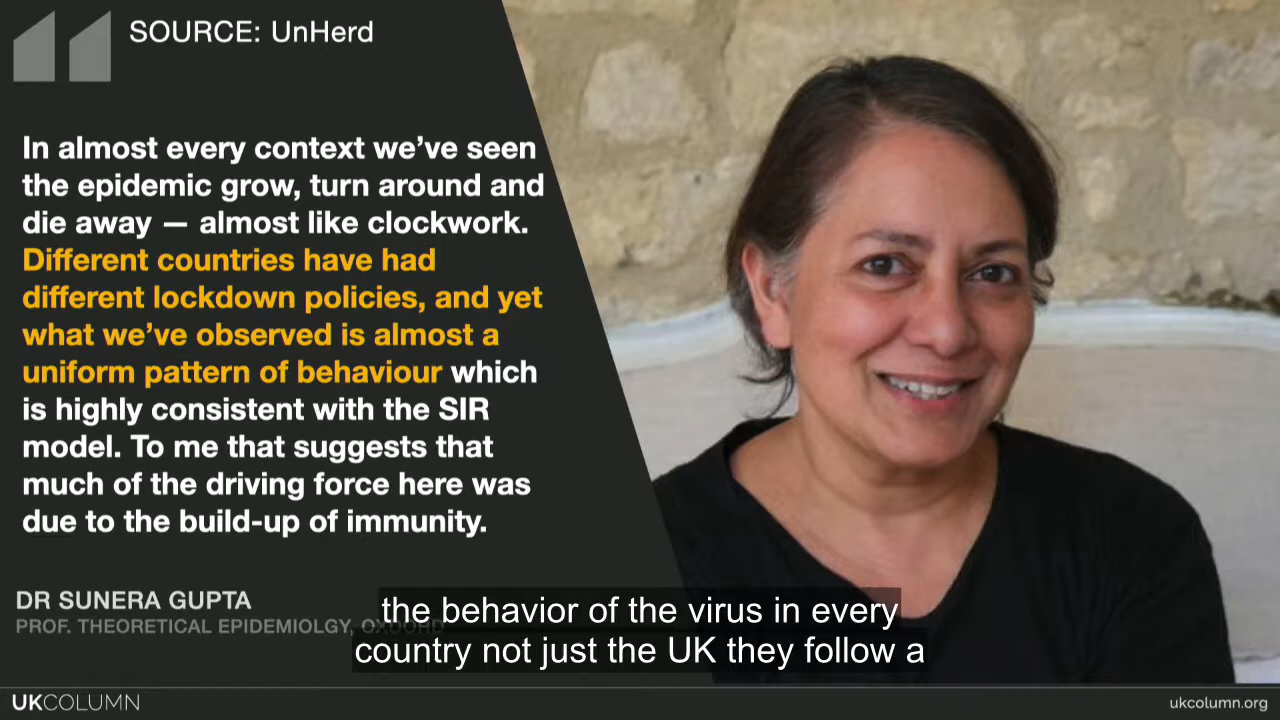 SOURCE: UnHerd
In almost every context we've seen
the epidemic grow, turn around and
die away — almost like clockwork.
Different countries have had
different lockdown policies, and yet
what we've observed is almost a
uniform pattern of behaviour which
is highly consistent with the SIR
model. To me that suggests that
much of the driving force here was
due to the build-up of immunity.
DR SUNERA GUPTA
PROF. THEORETICAL EPIDEMIOLGY, OXFORD
the behavior of the virus in every
country not just the UK they follow a
UKCOLUMN
ukcolumn.org